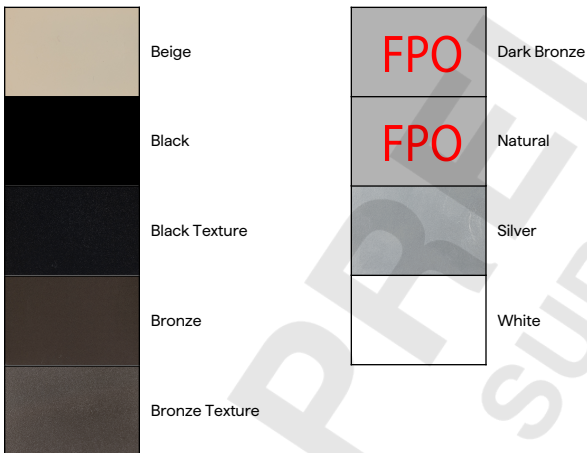 Beige
Black
Black Texture
Bronze
Bronze Texture
FPO
Dark Bronze
FPO
Natural
Silver
White